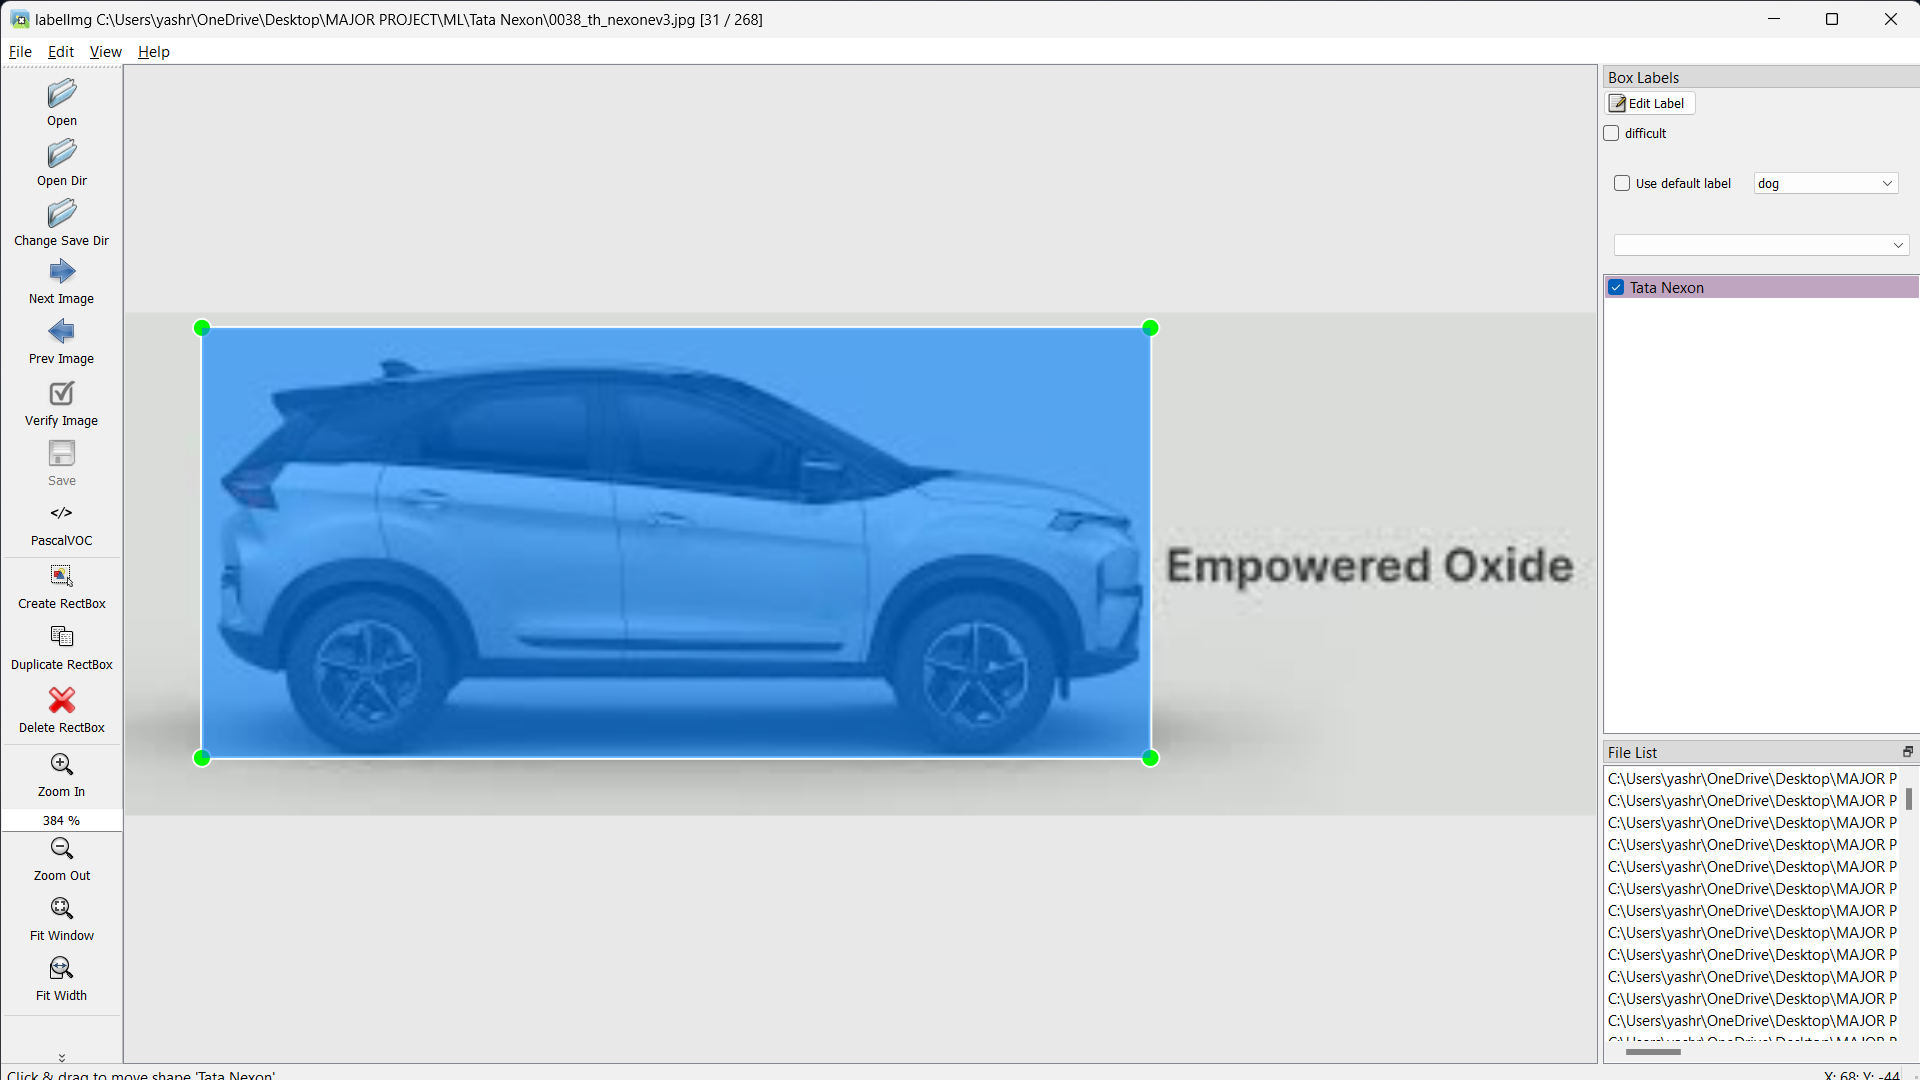 labelImg C:\Users\yashr\OneDrive\Desktop\MAJOR PROJECT\ML\Tata Nexon\0038_th_nexonev3.jpg [31 / 268]
File Edit View Help
Open
Open Dir
Change Save Dir
Next Image
Prev Image
Verify Image
Save
</>
PascalVOC
Create RectBox
Duplicate RectBox
Delete RectBox
Zoom In
384 %
Zoom Out
Fit Window
Fit Width
Empowered Oxide
Box Labels
Edit Label
difficult
Use default label dog
Tata Nexon
File List
C:\Users\yashr\OneDrive\Desktop\MAJOR P
C:\Users\yashr\OneDrive\Desktop\MAJOR P
C:\Users\yashr\OneDrive\Desktop\MAJOR P
C:\Users\yashr\OneDrive\Desktop\MAJOR P
C:\Users\yashr\OneDrive\Desktop\MAJOR P
C:\Users\yashr\OneDrive\Desktop\MAJOR P
C:\Users\yashr\OneDrive\Desktop\MAJOR P
C:\Users\yashr\OneDrive\Desktop\MAJOR P
C:\Users\yashr\OneDrive\Desktop\MAJOR P
C:\Users\yashr\OneDrive\Desktop\MAJOR P
C:\Users\yashr\OneDrive\Desktop\MAJOR P
C:\Users\yashr\OneDrive\Desktop\MAJOR P
Click & drag to move shape 'Tata Nexon'
X: 68; Y: -44